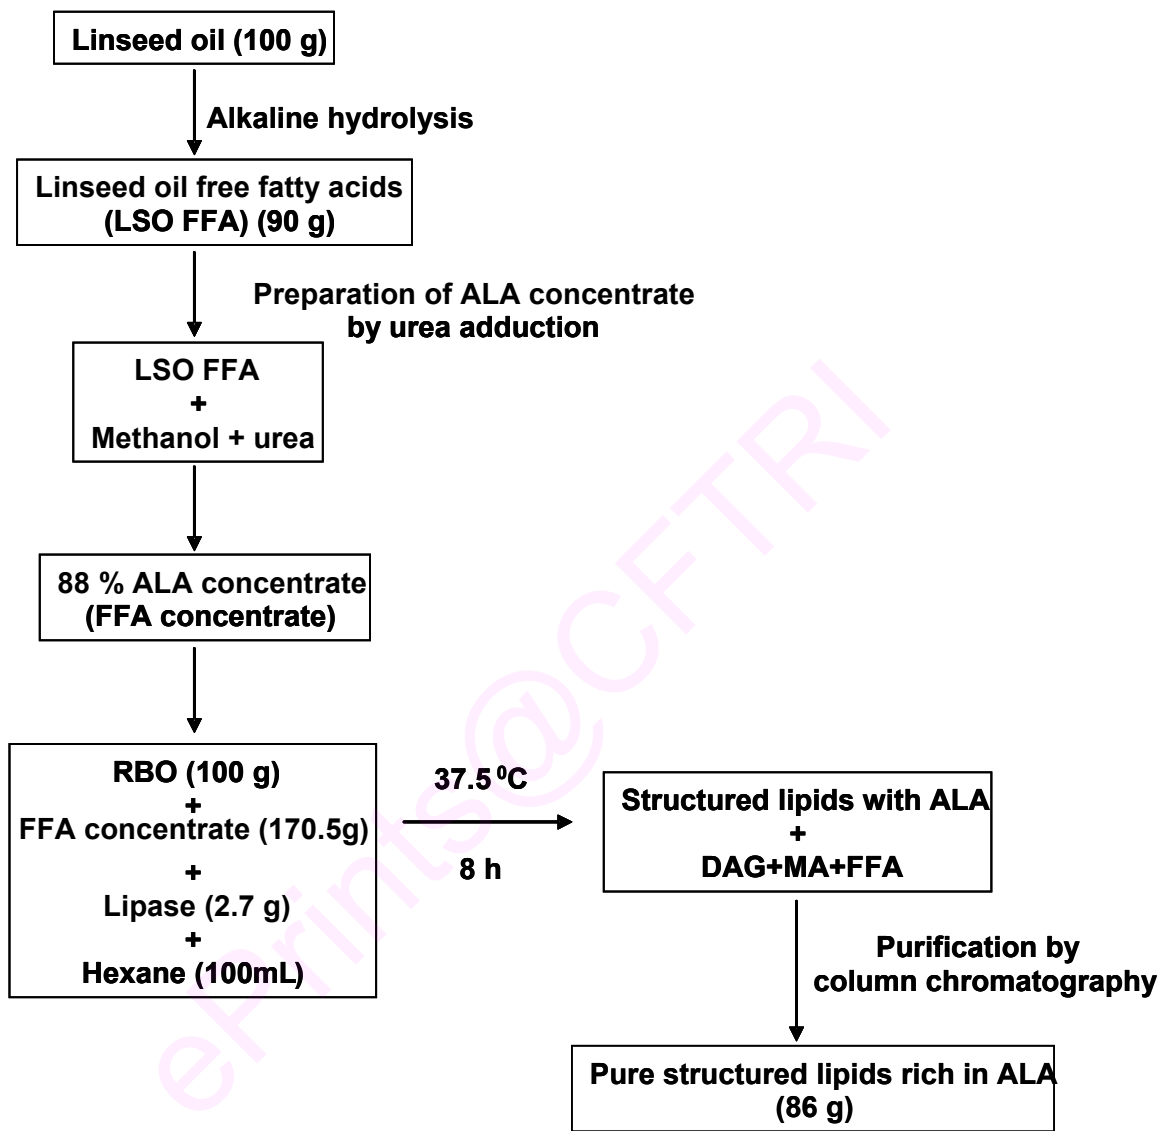 Linseed oil (100 g)
Alkaline hydrolysis
Linseed oil free fatty acids
(LSO FFA) (90 g)
Preparation of ALA concentrate
by urea adduction
LSO FFA
+
Methanol + urea
88 % ALA concentrate
(FFA concentrate)
RBO (100 g)
+
FFA concentrate (170.5g)
+
Lipase (2.7 g)
+
Hexane (100mL)
37.5 ⁰C
8 h
Structured lipids with ALA
+
DAG+MA+FFA
Purification by
column chromatography
Pure structured lipids rich in ALA
(86 g)
ePrints@CFTRI